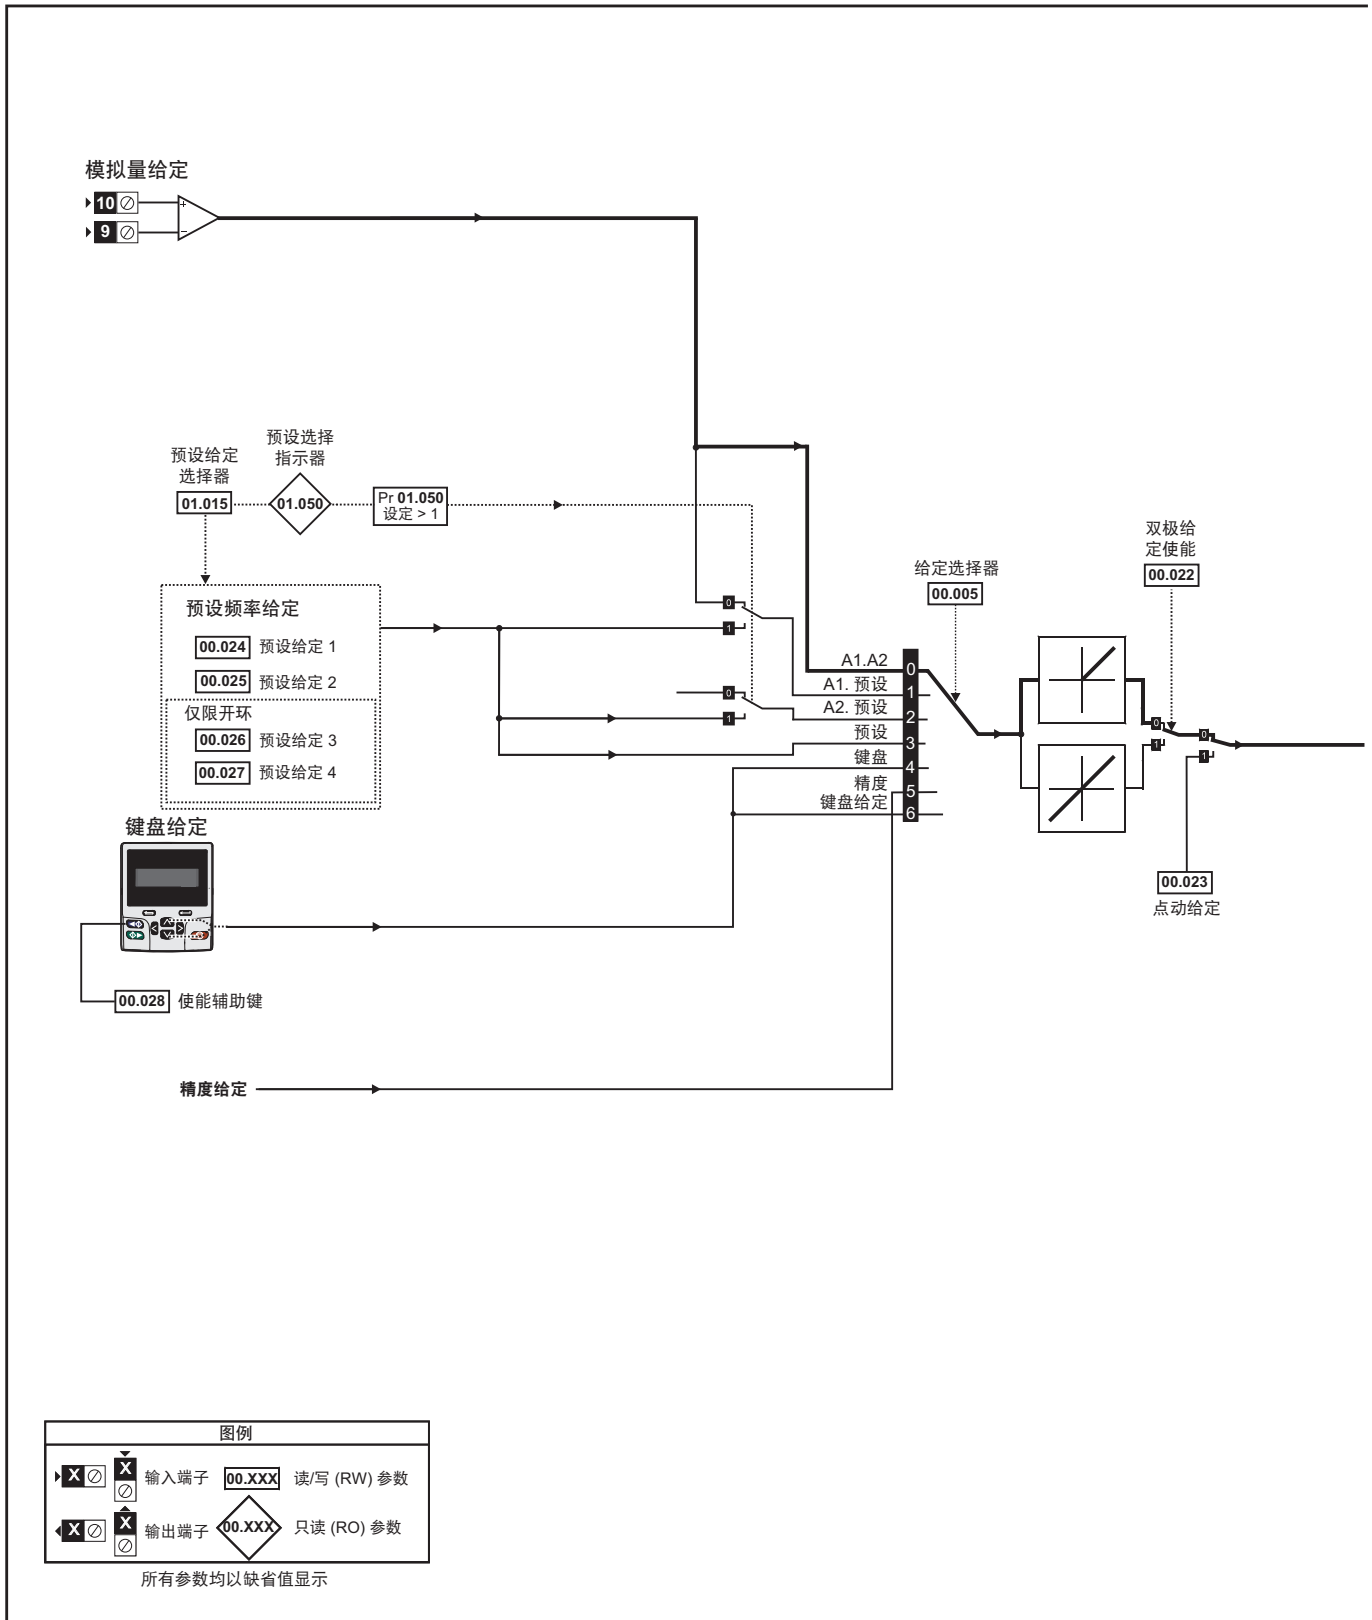 模拟量给定
10
+
9
−
预设给定
选择器
01.015
预设选择
指示器
01.050
Pr 01.050
设定 > 1
预设频率给定
00.024 预设给定 1
00.025 预设给定 2
仅限开环
00.026 预设给定 3
00.027 预设给定 4
0
1
0
1
给定选择器
00.005
A1.A2 0
A1. 预设 1
A2. 预设 2
预设 3
键盘 4
精度 5
键盘给定 6
双极给
定使能
00.022
0
1
0
1
00.023
点动给定
键盘给定
00.028 使能辅助键
精度给定
图例
X X 输入端子 00.XXX 读/写 (RW) 参数
X X 输出端子 00.XXX 只读 (RO) 参数
所有参数均以缺省值显示